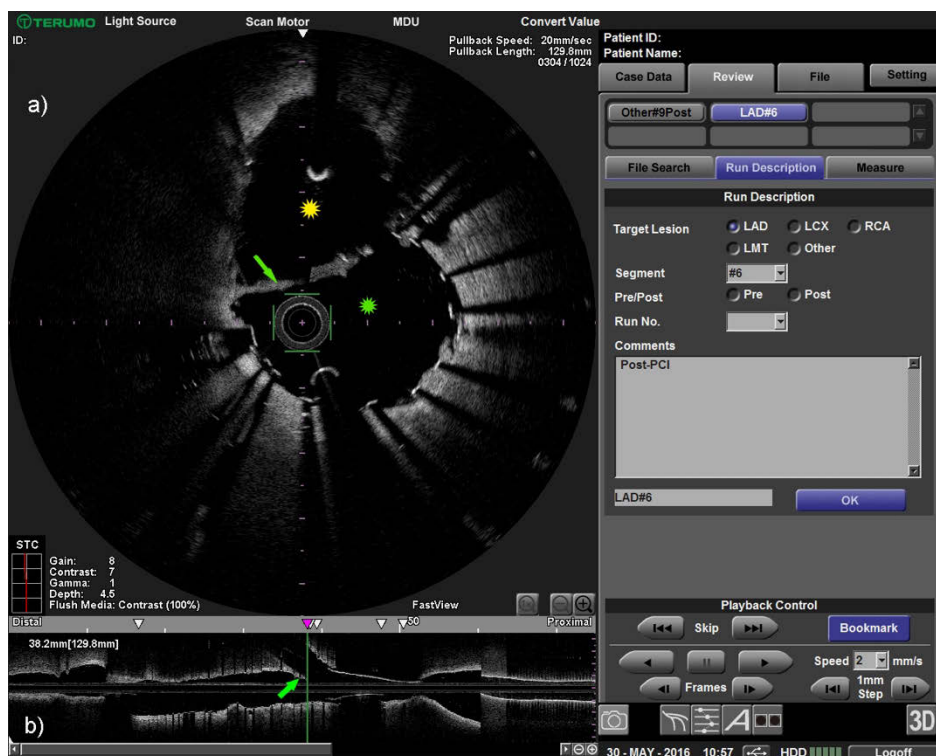 TERUMO Light Source Scan Motor MDU Convert Value
ID:
Pullback Speed: 20mm/sec
Pullback Length: 129.8mm
0304 / 1024
a)
STC
Gain: 8
Contrast: 7
Gamma: 1
Depth: 4.5
Flush Media: Contrast (100%)
FastView
Distal 50 Proximal
38.2mm[129.8mm]
b)
Patient ID:
Patient Name:
Case Data Review File Setting
Other#9Post LAD#6
File Search Run Description Measure
Run Description
Target Lesion LAD LCX RCA
LMT Other
Segment #6
Pre/Post Pre Post
Run No.
Comments
Post-PCI
LAD#6 OK
Playback Control
Skip Bookmark
Speed 2 mm/s
Frames 1mm
Step
A 3D
30 - MAY - 2016 10:57 HDD Logoff